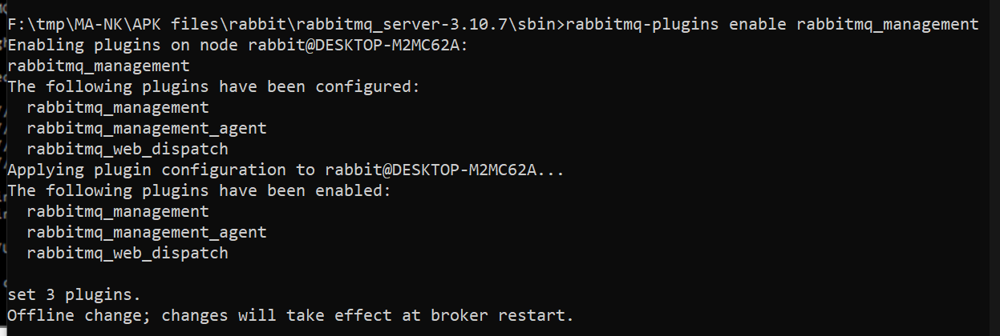 F:\tmp\MA-NK\APK files\rabbit\rabbitmq_server-3.10.7\sbin>rabbitmq-plugins enable rabbitmq_management
Enabling plugins on node rabbit@DESKTOP-M2MC62A:
rabbitmq_management
The following plugins have been configured:
  rabbitmq_management
  rabbitmq_management_agent
  rabbitmq_web_dispatch
Applying plugin configuration to rabbit@DESKTOP-M2MC62A...
The following plugins have been enabled:
  rabbitmq_management
  rabbitmq_management_agent
  rabbitmq_web_dispatch

set 3 plugins.
Offline change; changes will take effect at broker restart.